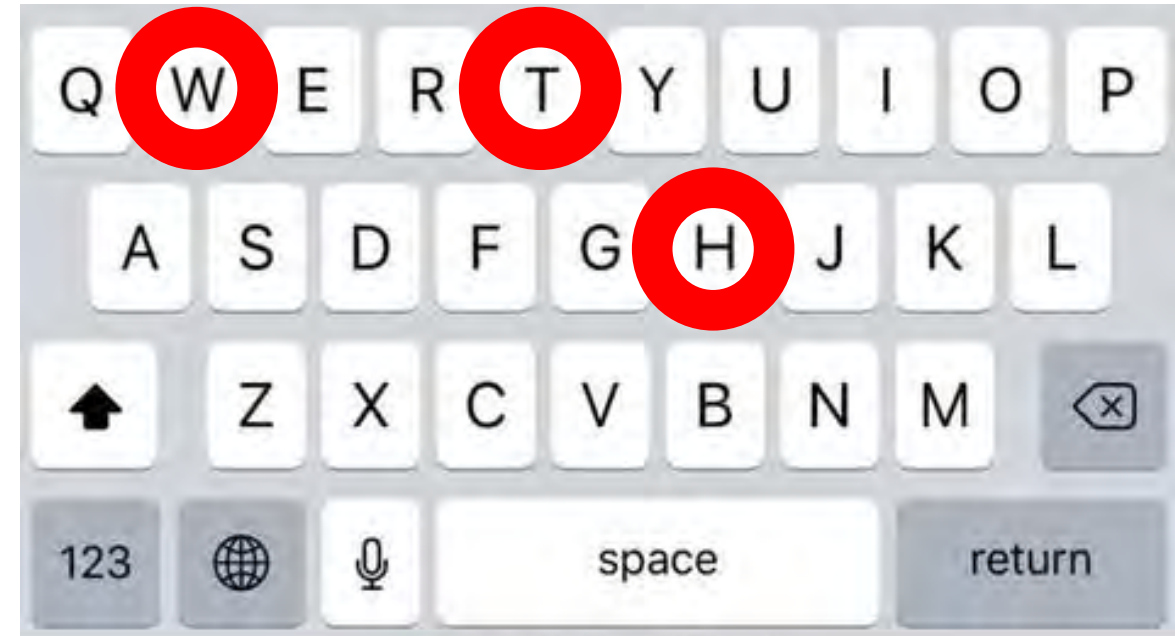 Q W E R T Y U I O P
A S D F G H J K L
Z X C V B N M
123 space return